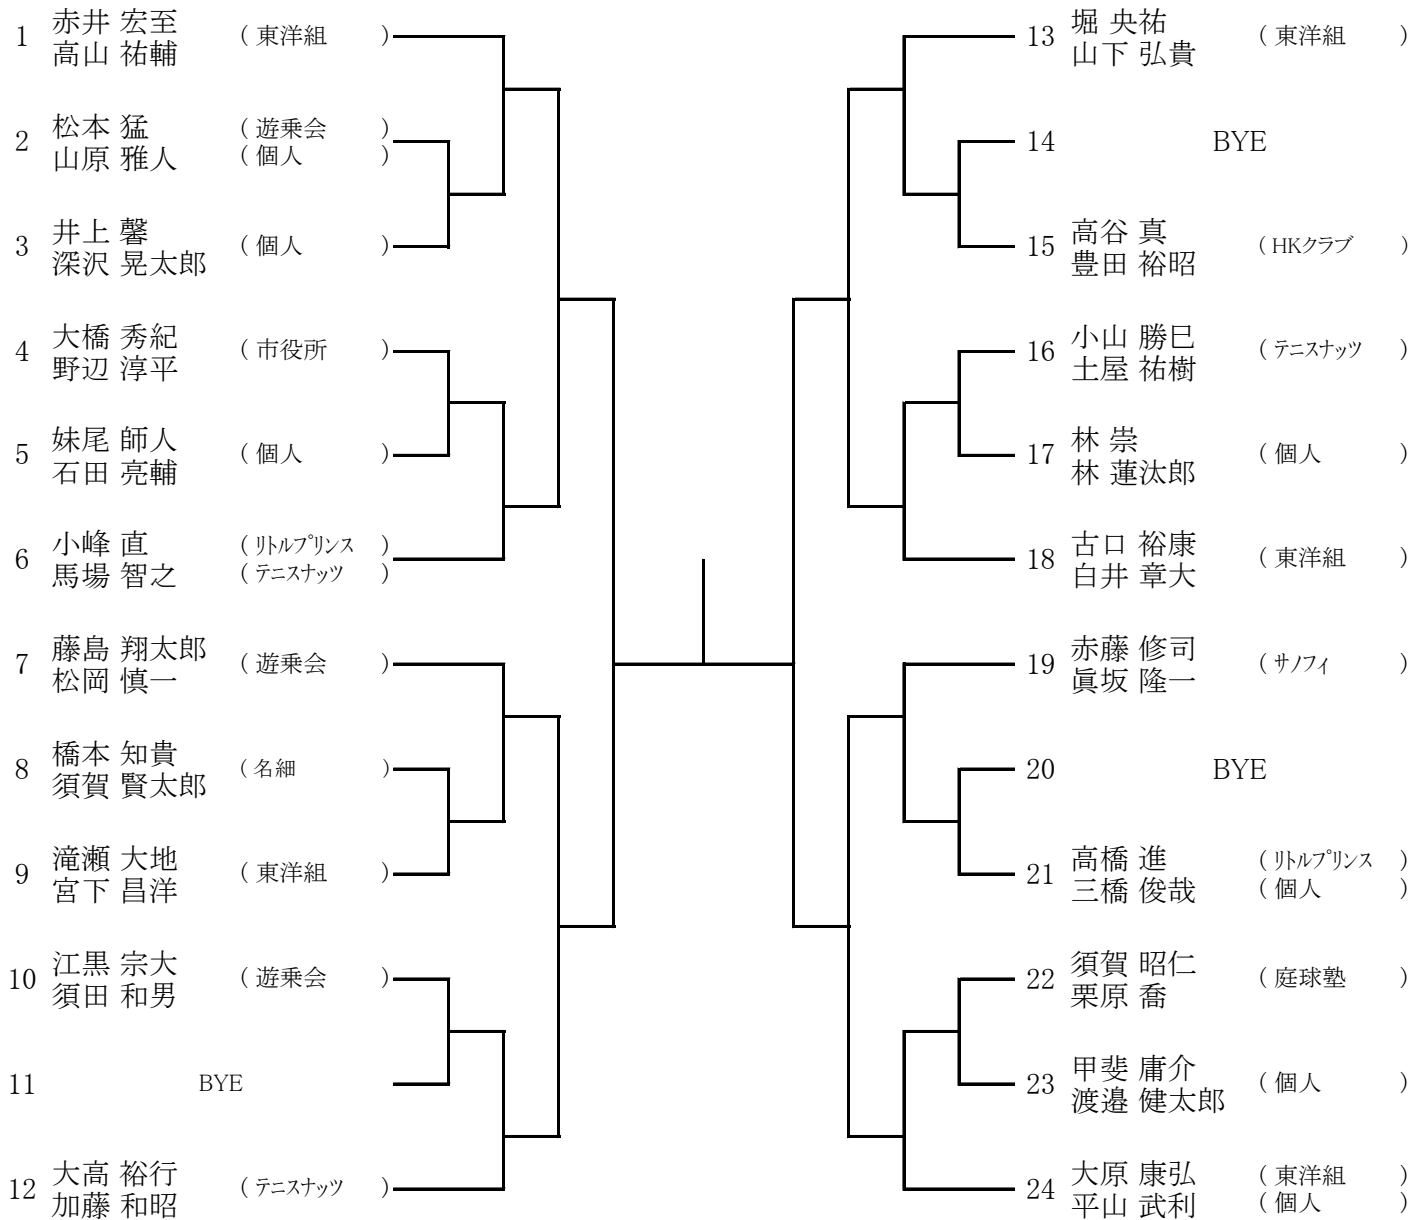 1 赤井 宏至 ( 東洋組 )
高山 祐輔
2 松本 猛 ( 遊乗会 )
山原 雅人 ( 個人 )
3 井上 馨 ( 個人 )
深沢 晃太郎
4 大橋 秀紀 ( 市役所 )
野辺 淳平
5 妹尾 師人 ( 個人 )
石田 亮輔
6 小峰 直 ( リトルプリンス )
馬場 智之 ( テニスナッツ )
7 藤島 翔太郎 ( 遊乗会 )
松岡 慎一
8 橋本 知貴 ( 名細 )
須賀 賢太郎
9 滝瀬 大地 ( 東洋組 )
宮下 昌洋
10 江黒 宗大 ( 遊乗会 )
須田 和男
11 BYE
12 大高 裕行 ( テニスナッツ )
加藤 和昭
13 堀 央祐 ( 東洋組 )
山下 弘貴
14 BYE
15 高谷 真 ( HKクラブ )
豊田 裕昭
16 小山 勝巳 ( テニスナッツ )
土屋 祐樹
17 林 崇 ( 個人 )
林 蓮汰郎
18 古口 裕康 ( 東洋組 )
白井 章大
19 赤藤 修司 ( サノフィ )
眞坂 隆一
20 BYE
21 高橋 進 ( リトルプリンス )
三橋 俊哉 ( 個人 )
22 須賀 昭仁 ( 庭球塾 )
栗原 喬
23 甲斐 庸介 ( 個人 )
渡邉 健太郎
24 大原 康弘 ( 東洋組 )
平山 武利 ( 個人 )